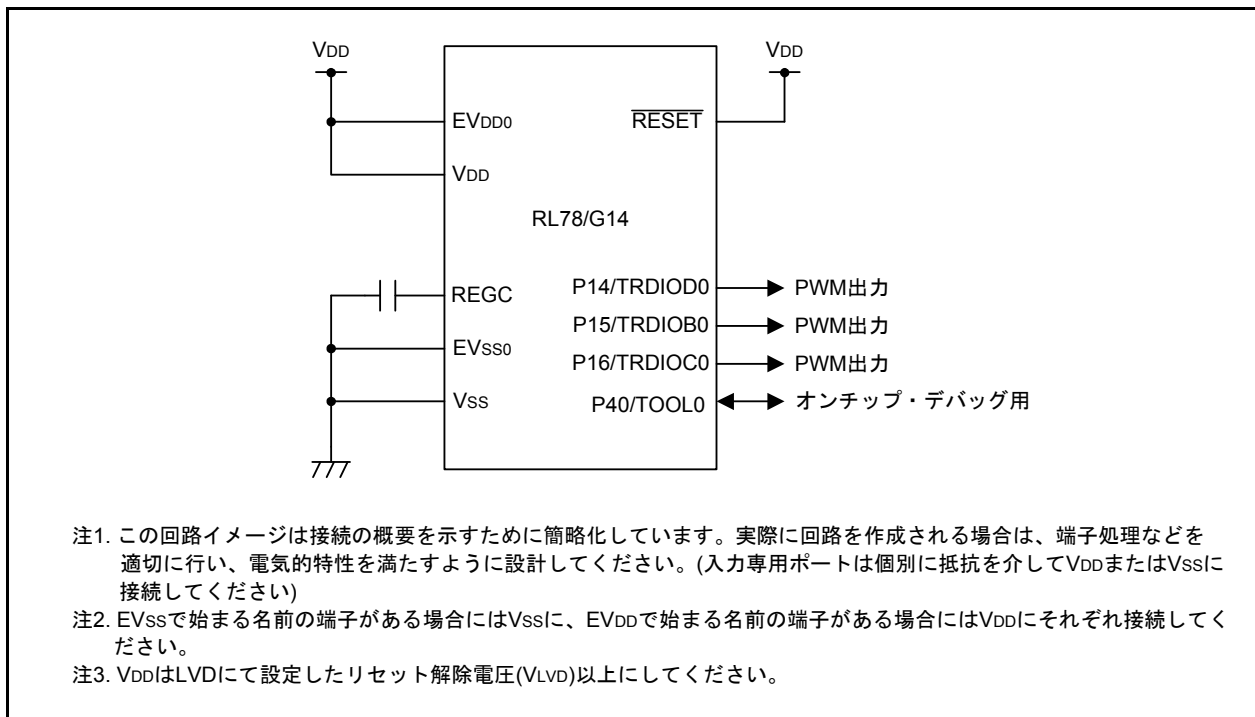 VDD
VDD
EVDD0
RESET
VDD
RL78/G14
REGC
P14/TRDIOD0
PWM出力
P15/TRDIOB0
PWM出力
EVSS0
P16/TRDIOC0
PWM出力
VSS
P40/TOOL0
オンチップ・デバッグ用
注1. この回路イメージは接続の概要を示すために簡略化しています。実際に回路を作成される場合は、端子処理などを
適切に行い、電気的特性を満たすように設計してください。(入力専用ポートは個別に抵抗を介してVDDまたはVSSに
接続してください)
注2. EVSSで始まる名前の端子がある場合にはVSSに、EVDDで始まる名前の端子がある場合にはVDDにそれぞれ接続してく
ださい。
注3. VDDはLVDにて設定したリセット解除電圧(VLVD)以上にしてください。